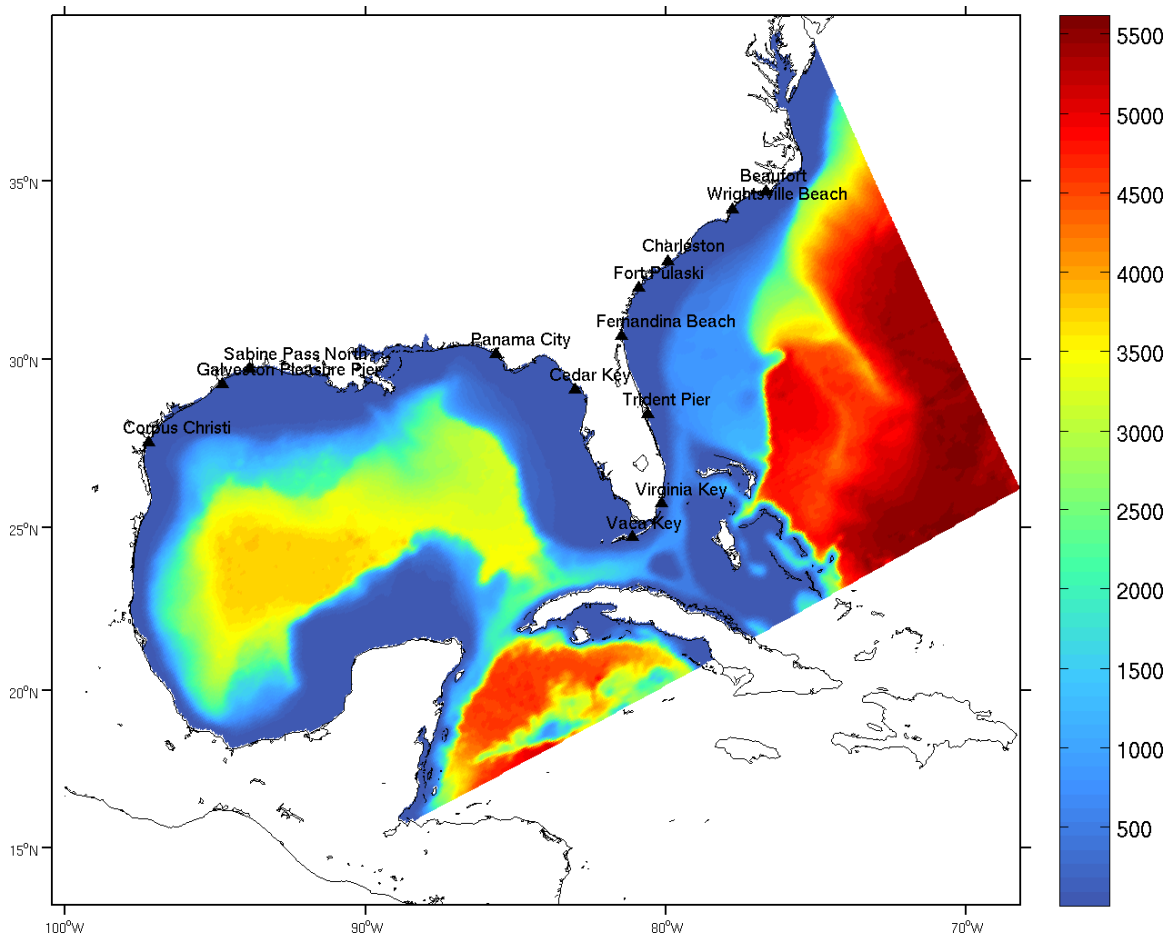 5500
5000
4500
4000
3500
3000
2500
2000
1500
1000
500
35°N
30°N
25°N
20°N
15°N
Beaufort
Wrightsville Beach
Charleston
Fort Pulaski
Fernandina Beach
Panama City
Sabine Pass North
Galveston Pleasure Pier
Cedar Key
Trident Pier
Corpus Christi
Virginia Key
Vaca Key
100°W
90°W
80°W
70°W